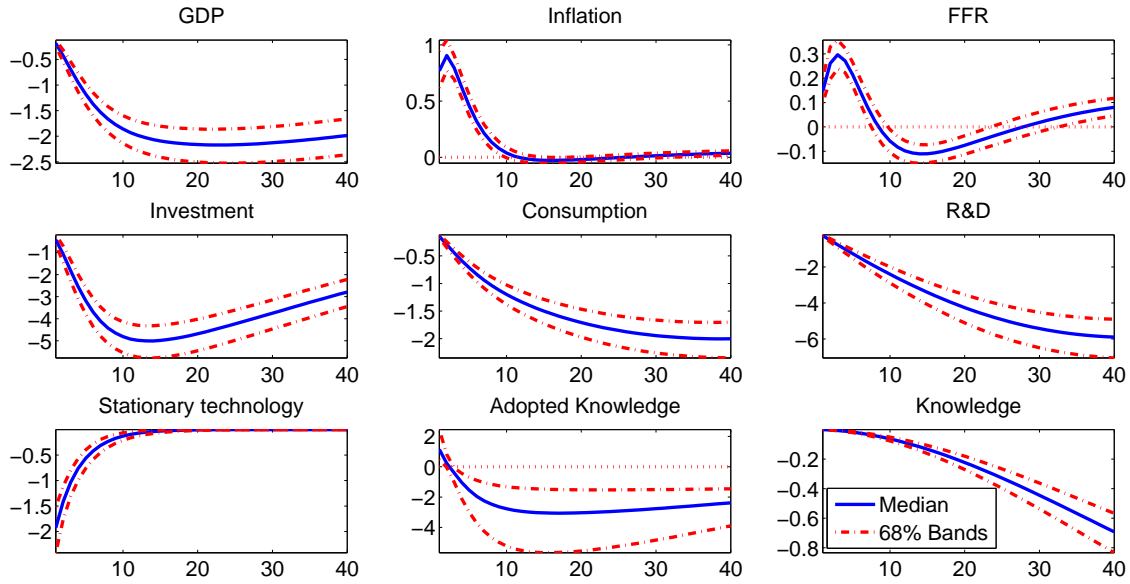 GDP Inflation FFR
−0.5 −1 −1.5 −2 −2.5 10 20 30 40
1 0.5 0 10 20 30 40
0.3 0.2 0.1 0 −0.1 10 20 30 40
Investment Consumption R&D
−1 −2 −3 −4 −5 10 20 30 40
−0.5 −1 −1.5 −2 10 20 30 40
−2 −4 −6 10 20 30 40
Stationary technology Adopted Knowledge Knowledge
−0.5 −1 −1.5 −2 10 20 30 40
2 0 −2 −4 10 20 30 40
−0.2 −0.4 −0.6 −0.8 10 20 30 40
Median
68% Bands